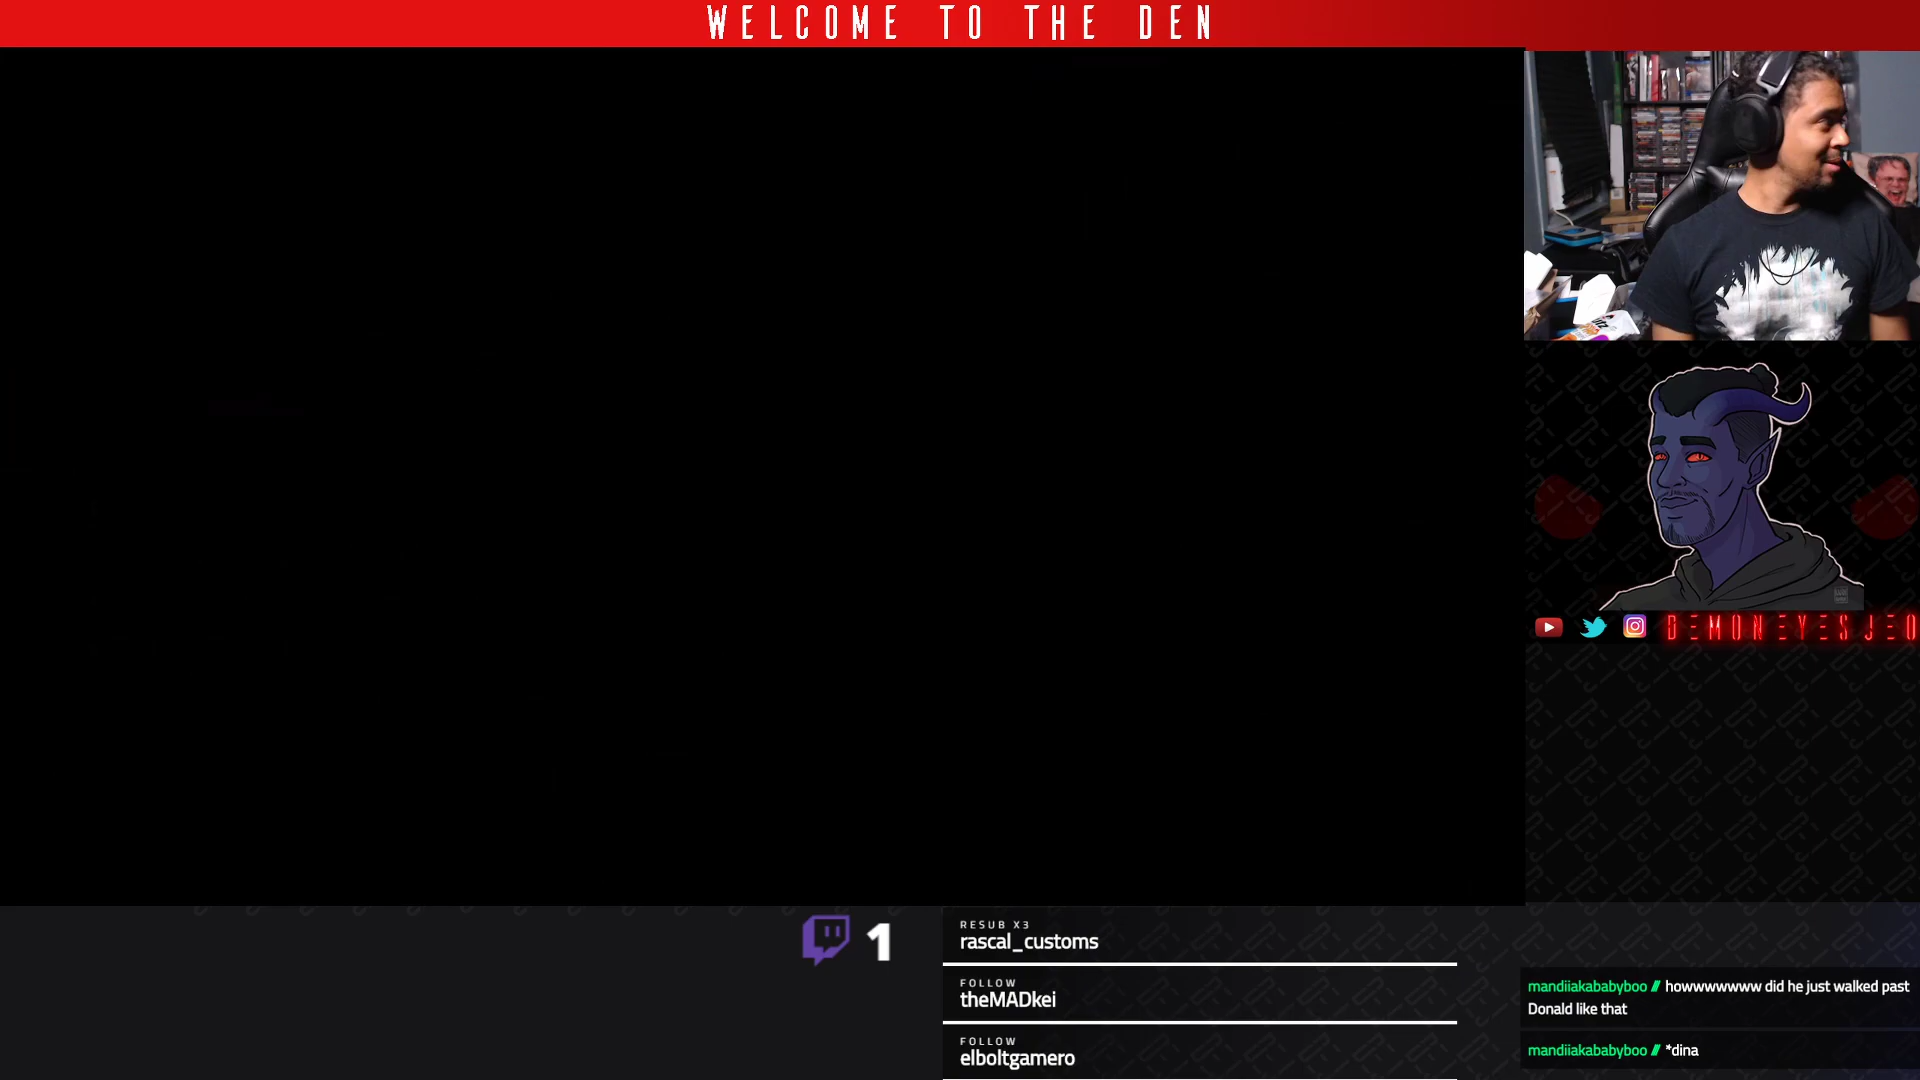 WELCOME TO THE DEN
DEMONEYESJEO
1
RESUB X3
rascal_customs
FOLLOW
theMADkei
FOLLOW
elboltgamero
mandiiakababyboo // howwwwwww did he just walked past
Donald like that
mandiiakababyboo // *dina